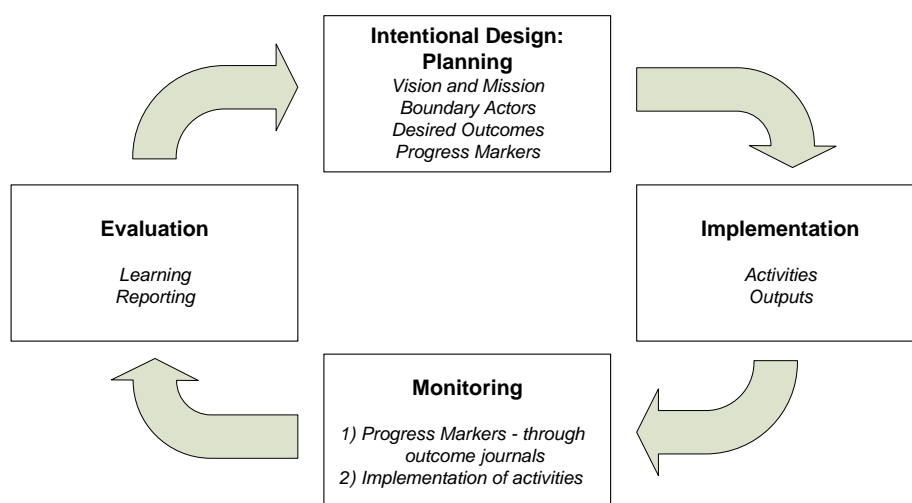 Intentional Design:
Planning
Vision and Mission
Boundary Actors
Desired Outcomes
Progress Markers
Evaluation
Learning
Reporting
Implementation
Activities
Outputs
Monitoring
1) Progress Markers - through
outcome journals
2) Implementation of activities